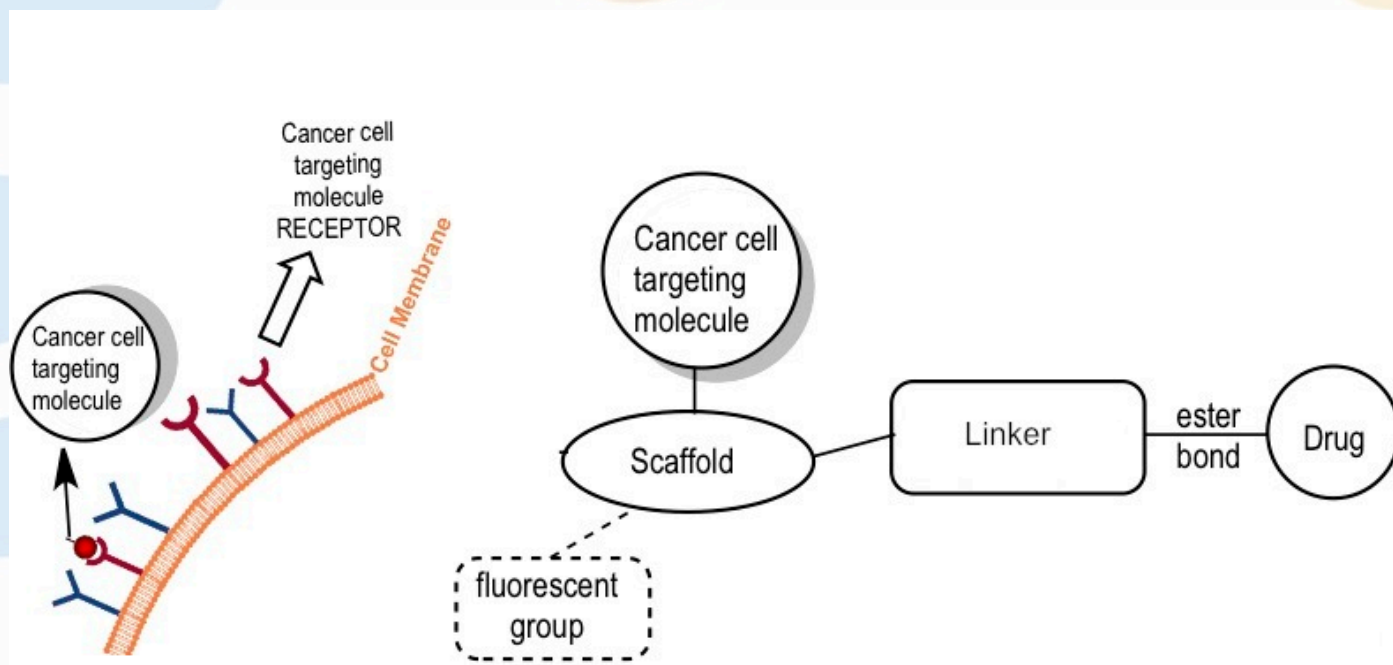 Cancer cell
targeting
molecule
RECEPTOR
Cell Membrane
Cancer cell
targeting
molecule
Cancer cell
targeting
molecule
Scaffold
Linker
ester
bond
Drug
fluorescent
group